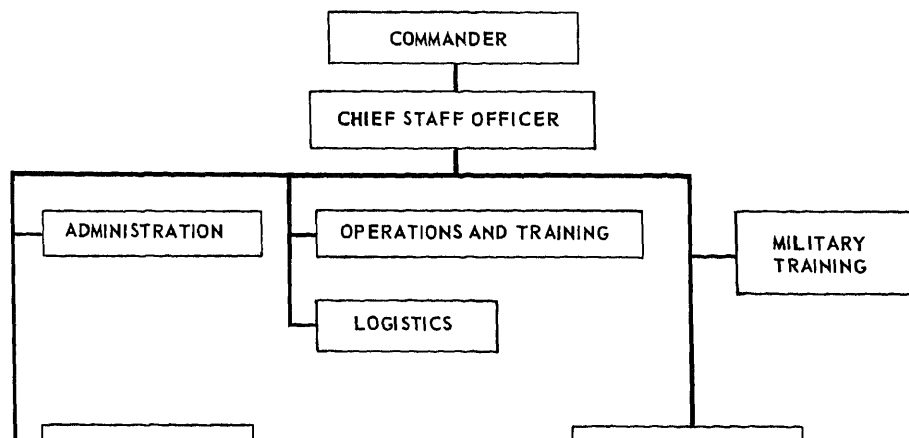 COMMANDER
CHIEF STAFF OFFICER
ADMINISTRATION
OPERATIONS AND TRAINING
MILITARY
TRAINING
LOGISTICS